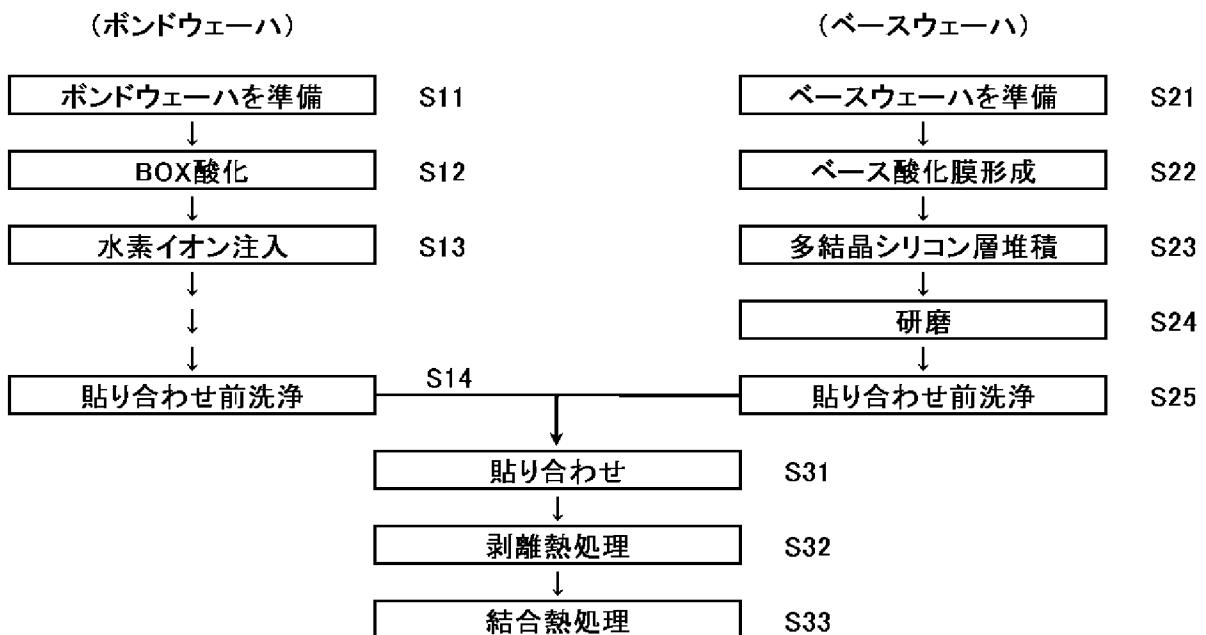 （ボンドウェーハ）
（ベースウェーハ）
ボンドウェーハを準備 S11
ベースウェーハを準備 S21
↓
↓
BOX酸化 S12
ベース酸化膜形成 S22
↓
↓
水素イオン注入 S13
多結晶シリコン層堆積 S23
↓
↓
↓
研磨 S24
↓
↓
貼り合わせ前洗浄 S14
貼り合わせ前洗浄 S25
貼り合わせ S31
↓
剥離熱処理 S32
↓
結合熱処理 S33